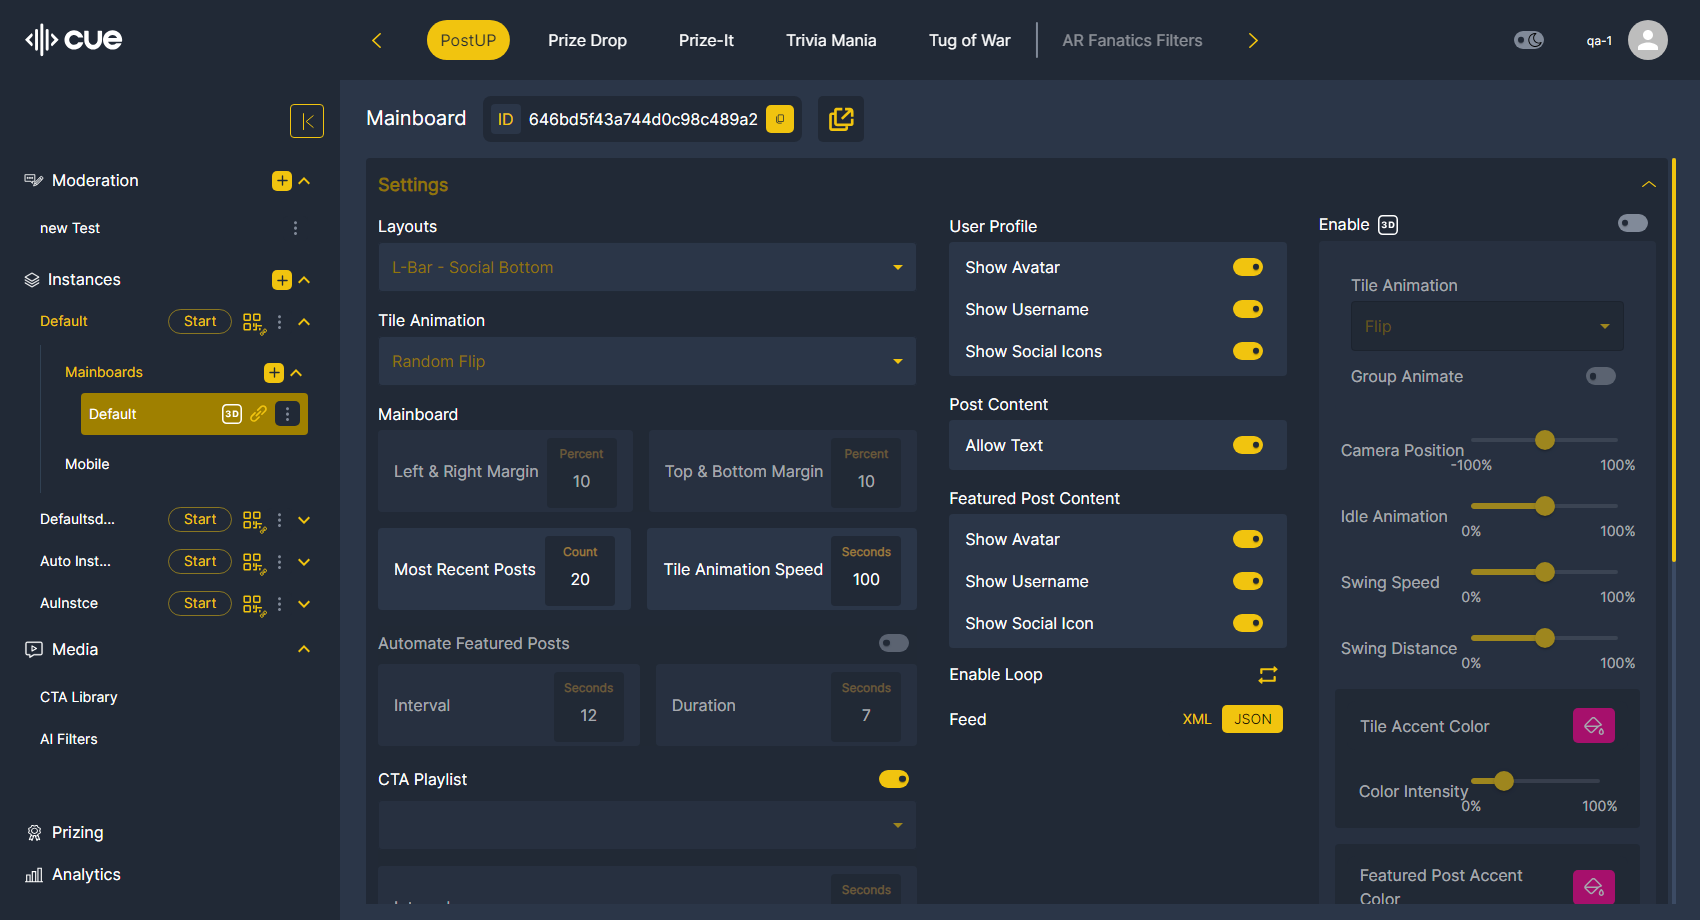 cue
PostUP
Prize Drop
Prize-It
Trivia Mania
Tug of War
AR Fanatics Filters
qa-1
Moderation
new Test
Instances
Default
Start
Mainboards
Default
3D
Mobile
Defaultsd...
Start
Auto Inst...
Start
AuInstce
Start
Media
CTA Library
AI Filters
Prizing
Analytics
Mainboard
ID
646bd5f43a744d0c98c489a2
Settings
Layouts
L-Bar - Social Bottom
Tile Animation
Random Flip
Mainboard
Left & Right Margin
Percent
10
Top & Bottom Margin
Percent
10
Most Recent Posts
Count
20
Tile Animation Speed
Seconds
100
Automate Featured Posts
Interval
Seconds
12
Duration
Seconds
7
CTA Playlist
Seconds
User Profile
Show Avatar
Show Username
Show Social Icons
Post Content
Allow Text
Featured Post Content
Show Avatar
Show Username
Show Social Icon
Enable Loop
Feed
XML
JSON
Enable
3D
Tile Animation
Flip
Group Animate
Camera Position
-100%
100%
Idle Animation
0%
100%
Swing Speed
0%
100%
Swing Distance
0%
100%
Tile Accent Color
Color Intensity
0%
100%
Featured Post Accent
Color